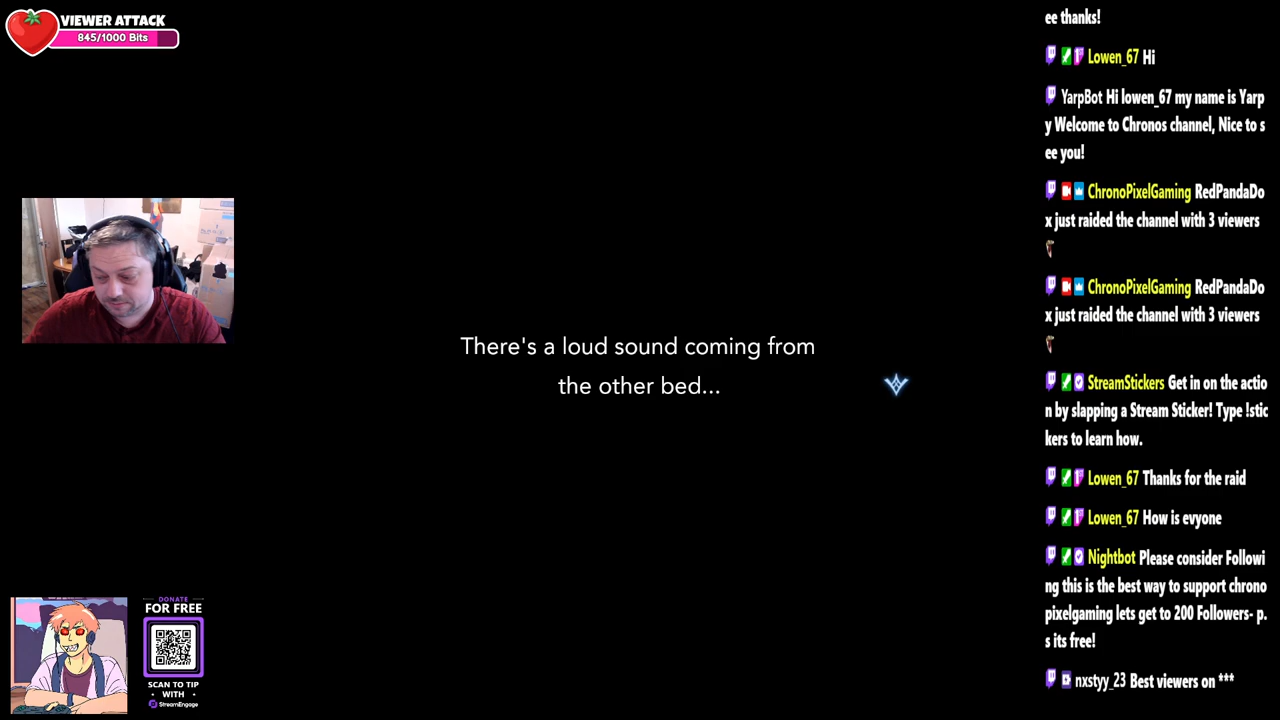 VIEWER ATTACK
845/1000 Bits
There's a loud sound coming from
the other bed...
DONATE
FOR FREE
SCAN TO TIP
• WITH •
StreamEngage
ee thanks!
Lowen_67 Hi
YarpBot Hi lowen_67 my name is Yarp
y Welcome to Chronos channel, Nice to s
ee you!
ChronoPixelGaming RedPandaDo
x just raided the channel with 3 viewers
ChronoPixelGaming RedPandaDo
x just raided the channel with 3 viewers
StreamStickers Get in on the actio
n by slapping a Stream Sticker! Type !stic
kers to learn how.
Lowen_67 Thanks for the raid
Lowen_67 How is evyone
Nightbot Please consider Followi
ng this is the best way to support chrono
pixelgaming lets get to 200 Followers- p.
s its free!
nxstyy_23 Best viewers on ***